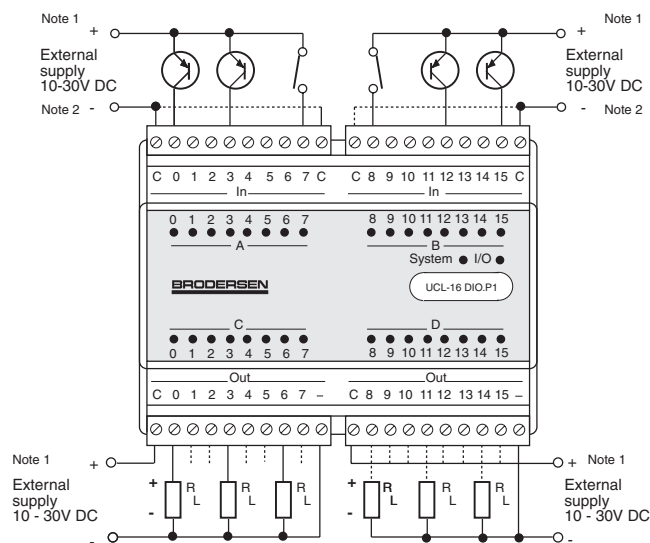 Note 1 + + Note 1
External supply 10-30V DC
External supply 10-30V DC
Note 2 - - Note 2
C 0 1 2 3 4 5 6 7 C C 8 9 10 11 12 13 14 15 C
In In
0 1 2 3 4 5 6 7 8 9 10 11 12 13 14 15
A B
System I/O
BRODERSEN UCL-16 DIO.P1
C D
0 1 2 3 4 5 6 7 8 9 10 11 12 13 14 15
Out Out
C 0 1 2 3 4 5 6 7 – C 8 9 10 11 12 13 14 15 –
Note 1 + + Note 1
External supply 10 - 30V DC
+ - R L R L R L
+ - R L R L R L
External supply 10 - 30V DC
- -